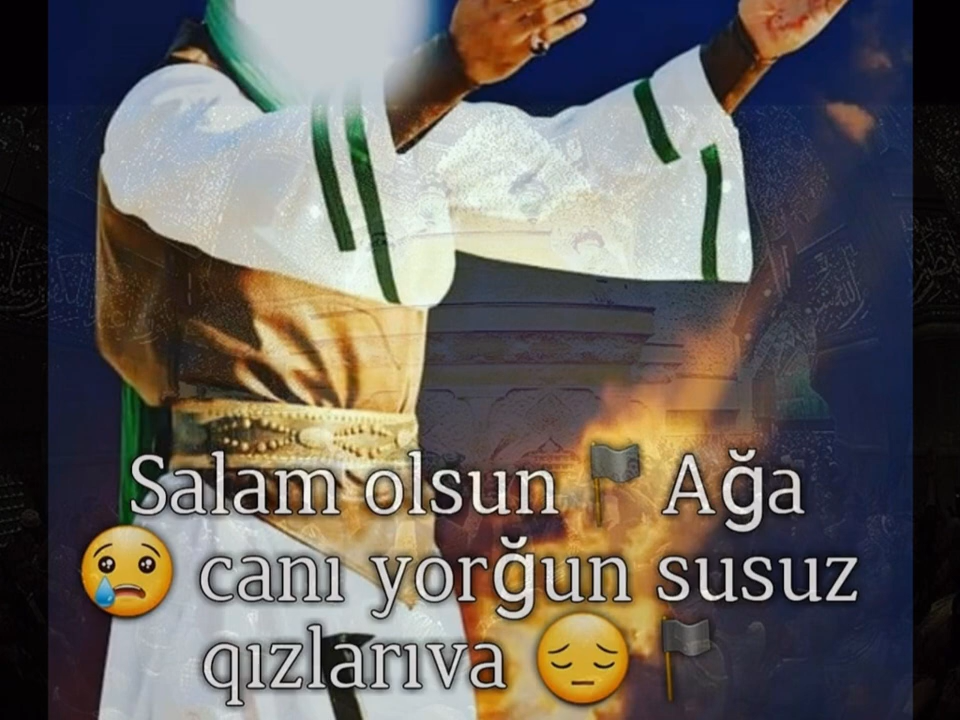 Salam olsun 🏴 Ağa
😢 canı yorğun susuz
qızlarıva 😔 🏴